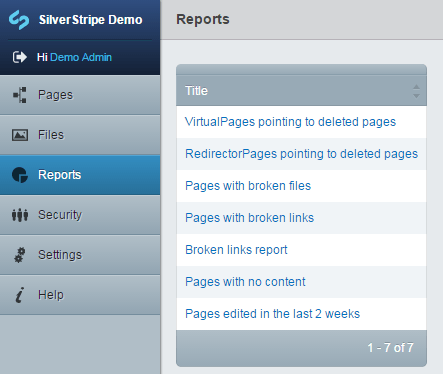 SilverStripe Demo
Hi Demo Admin
Pages
Files
Reports
Security
Settings
Help
Reports
Title
VirtualPages pointing to deleted pages
RedirectorPages pointing to deleted pages
Pages with broken files
Pages with broken links
Broken links report
Pages with no content
Pages edited in the last 2 weeks
1 - 7 of 7